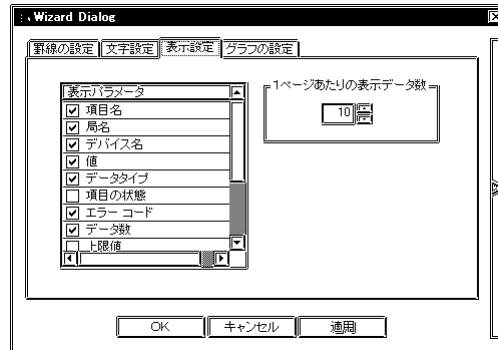 Wizard Dialog
罫線の設定 文字設定 表示設定 グラフの設定
表示パラメータ
項目名
局名
デバイス名
値
データタイプ
項目の状態
エラー コード
データ数
上限値
1ページあたりの表示データ数
10
OK キャンセル 適用